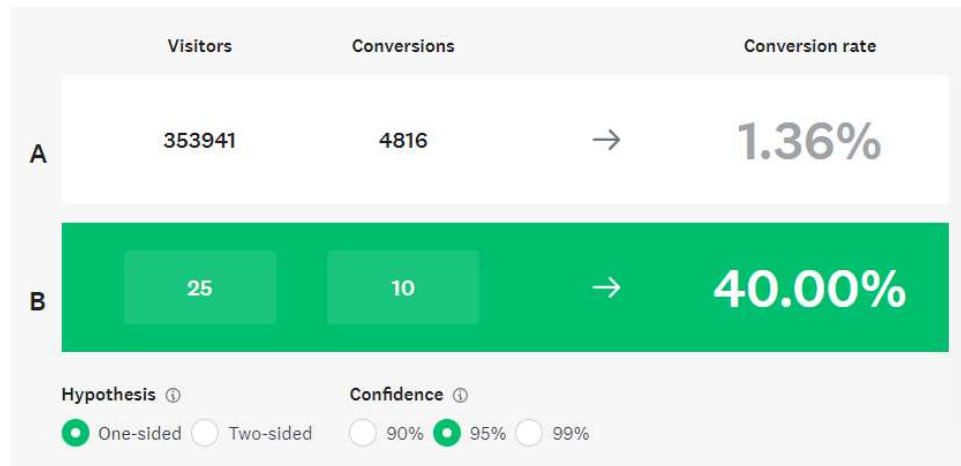 Visitors Conversions Conversion rate
A 353941 4816 → 1.36%
B 25 10 → 40.00%
Hypothesis ⓘ Confidence ⓘ
One-sided Two-sided 90% 95% 99%